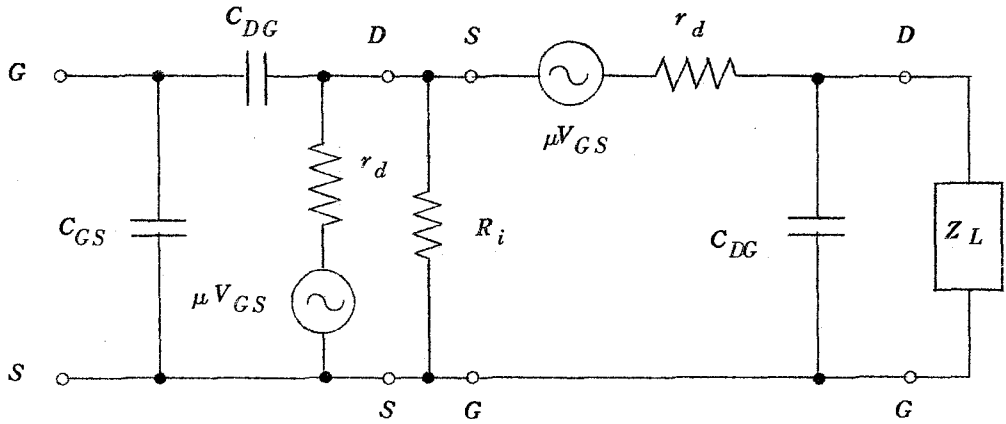 C_DG D S r_d D
G
μV_GS
r_d
C_GS R_i C_DG Z_L
μV_GS
S
S G G